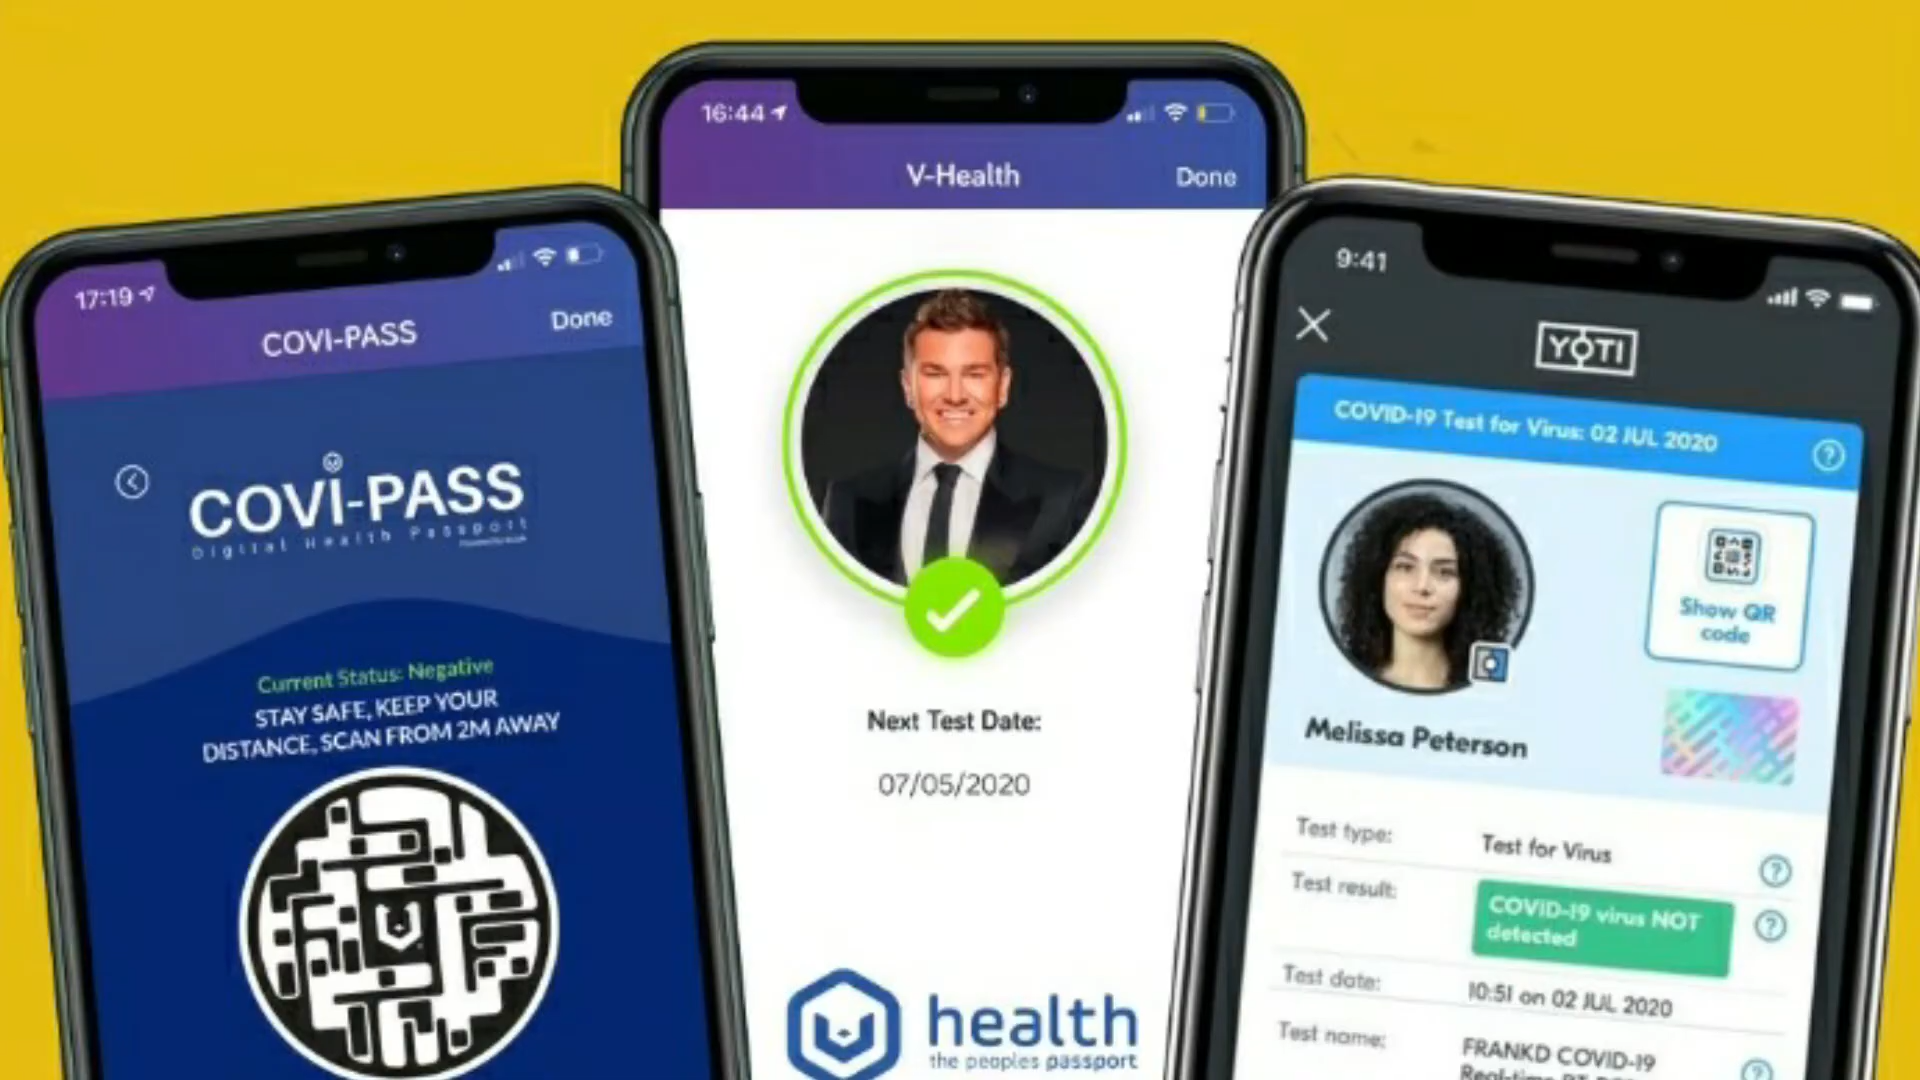 17:19
COVI-PASS
Done
COVI-PASS
Digital Health Passport
Current Status: Negative
STAY SAFE, KEEP YOUR
DISTANCE, SCAN FROM 2M AWAY
16:44
V-Health
Done
Next Test Date:
07/05/2020
health
the peoples passport
9:41
YOTI
COVID-19 Test for Virus: 02 JUL 2020
?
Show QR
code
Melissa Peterson
Test type:
Test for Virus
?
Test result:
COVID-19 virus NOT
detected
?
Test date:
10:51 on 02 JUL 2020
Test name:
FRANKD COVID-19
?